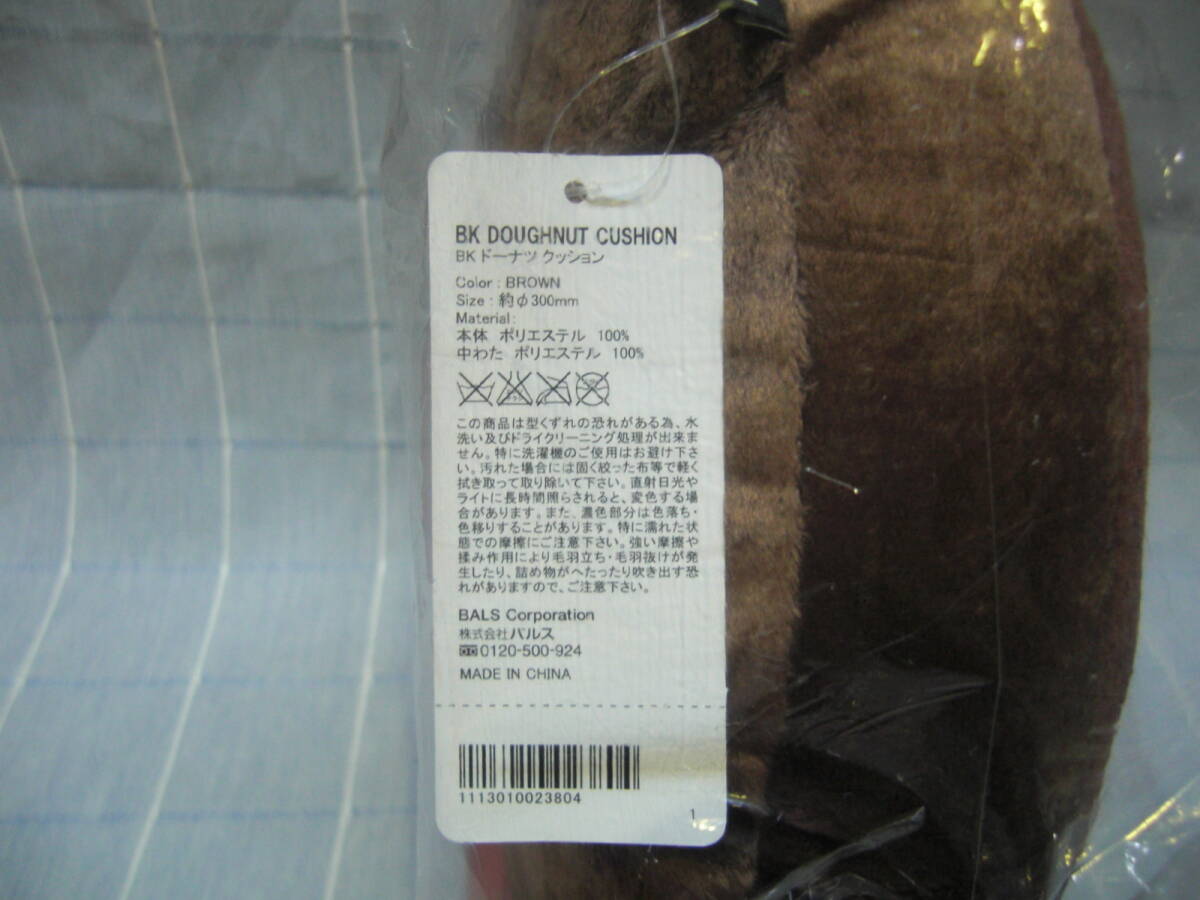 BK DOUGHNUT CUSHION
BK ドーナツ クッション
Color : BROWN
Size : 約φ300mm
Material:
本体 ポリエステル 100%
中わた ポリエステル 100%
この商品は型くずれの恐れがある為、水
洗い及びドライクリーニング処理が出来ま
せん。特に洗濯機のご使用はお避け下さ
い。汚れた場合には固く絞った布等で軽く
拭き取って取り除いて下さい。直射日光や
ライトに長時間照らされると、変色する場
合があります。また、濃色部分は色落ち・
色移りすることがあります。特に濡れた状
態での摩擦にご注意下さい。強い摩擦や
揉み作用により毛羽立ち・毛羽抜けが発
生したり、詰め物がへたったり吹き出す恐
れがありますので、ご注意下さい。
BALS Corporation
株式会社バルス
0120-500-924
MADE IN CHINA
1113010023804
1